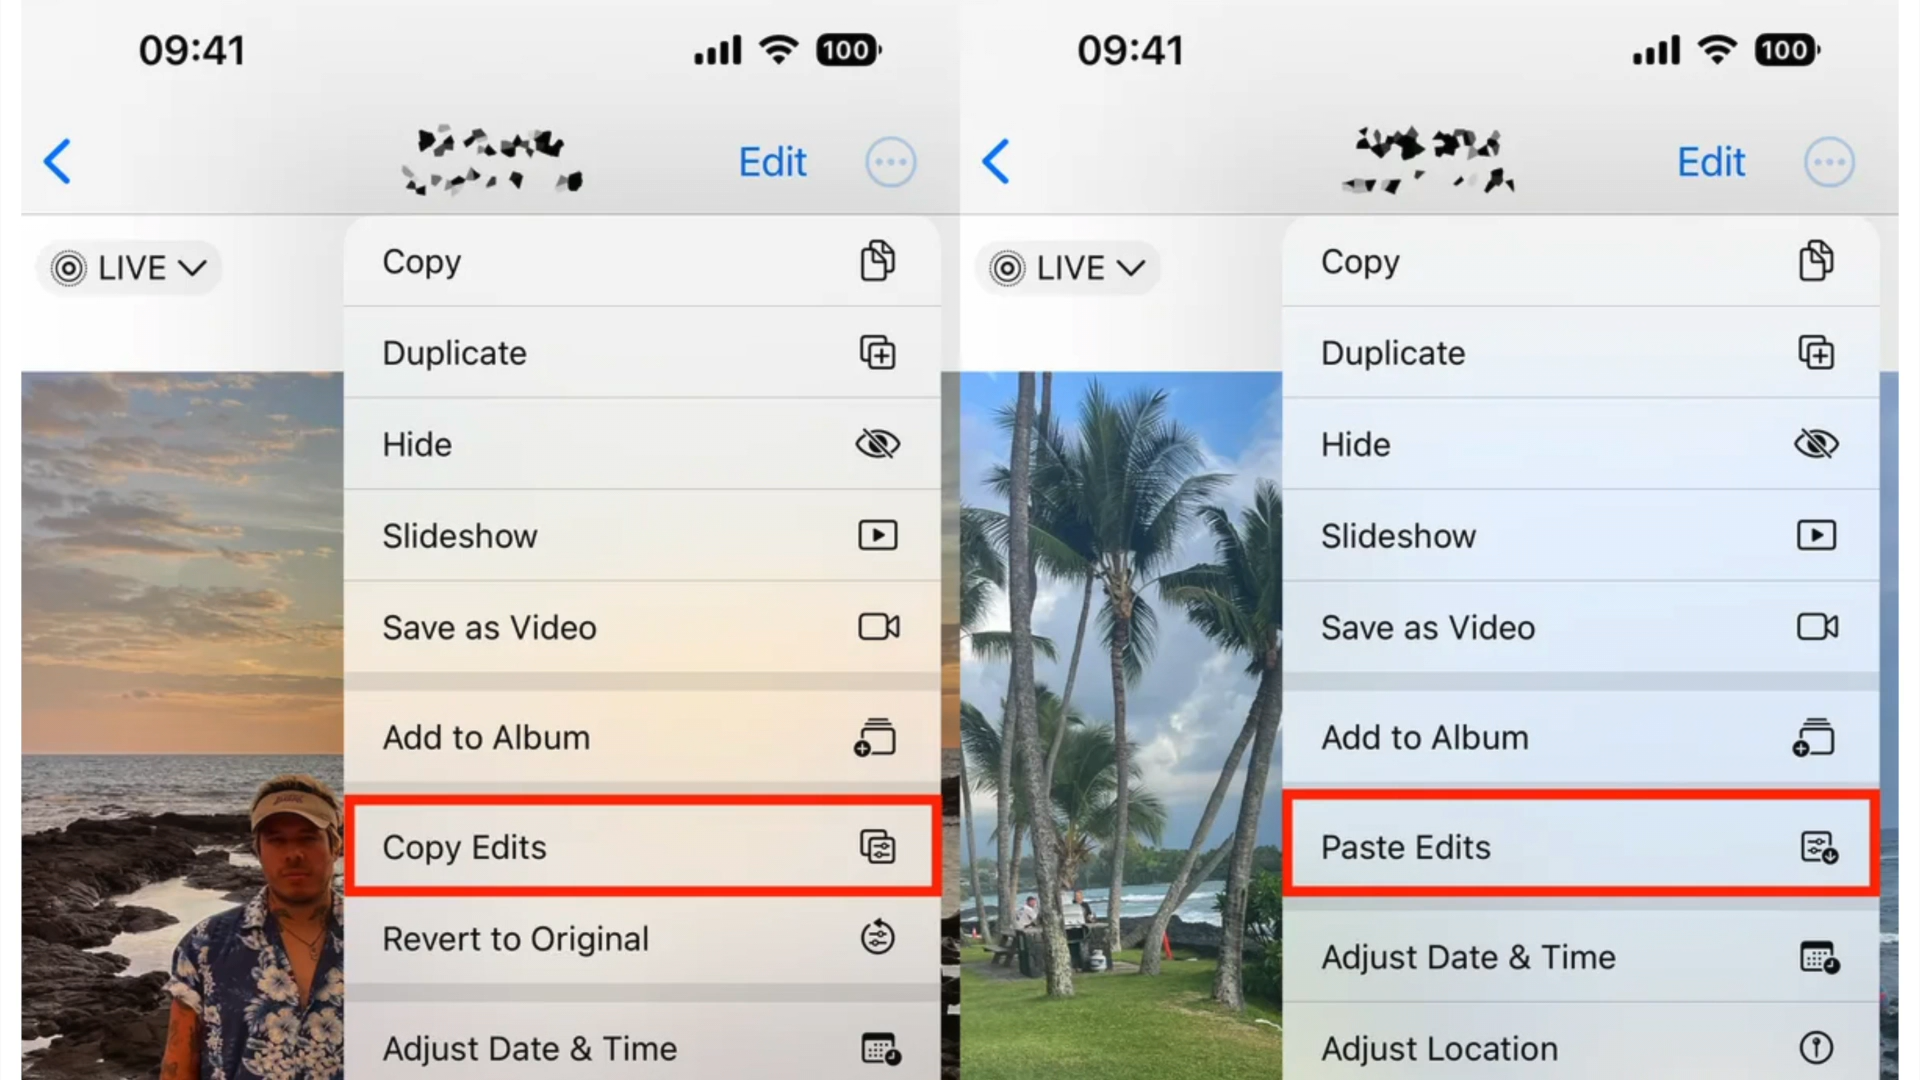 09:41
100
Edit
LIVE
Copy
Duplicate
Hide
Slideshow
Save as Video
Add to Album
Copy Edits
Revert to Original
Adjust Date & Time
09:41
100
Edit
LIVE
Copy
Duplicate
Hide
Slideshow
Save as Video
Add to Album
Paste Edits
Adjust Date & Time
Adjust Location